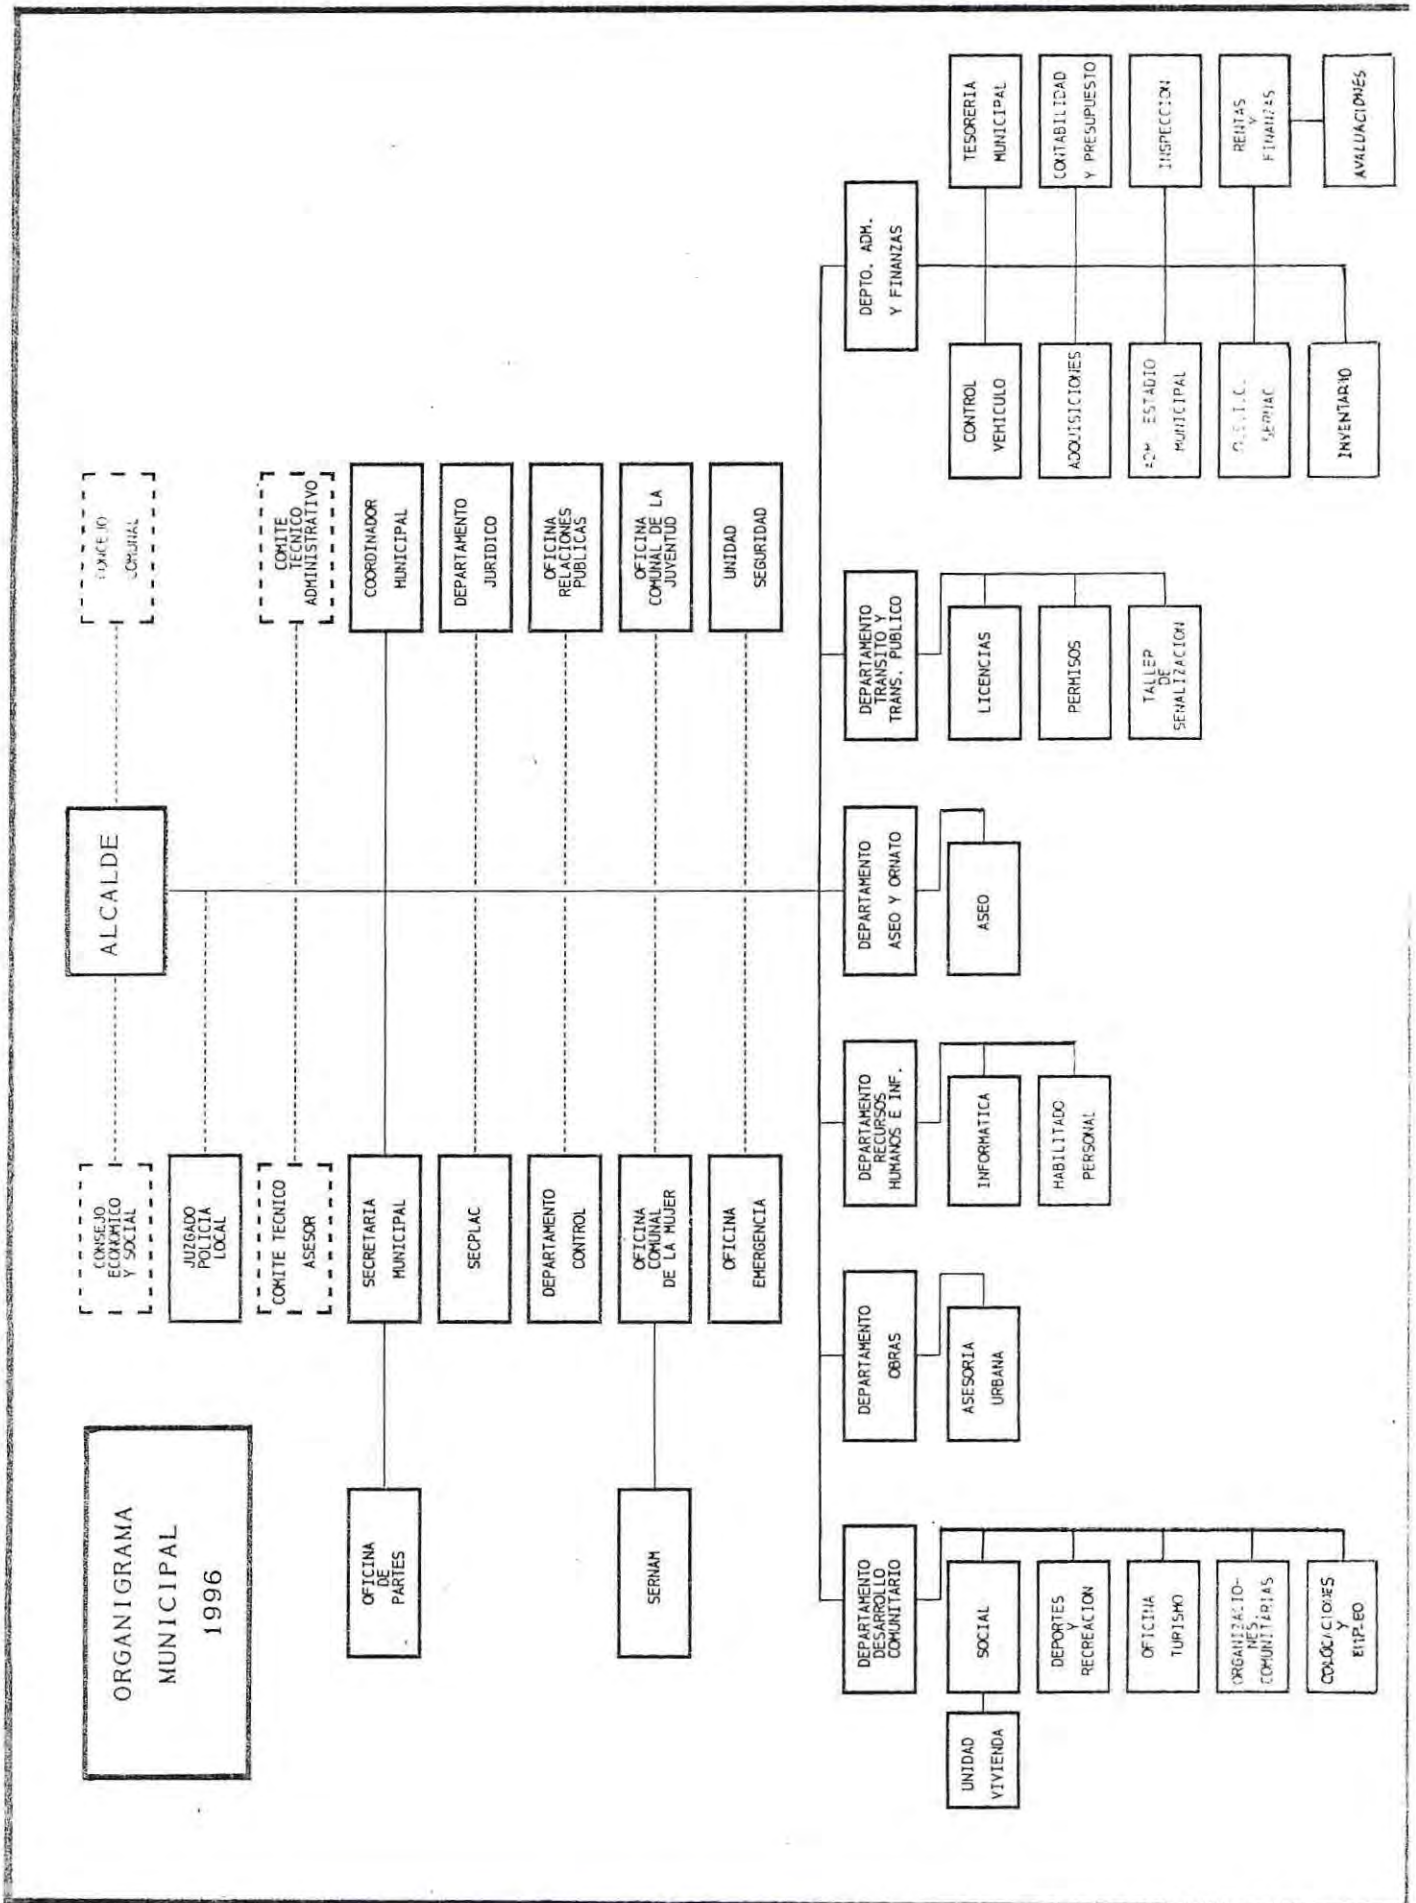 ORGANIGRAMA
MUNICIPAL
1996
ALCALDE
CONSEJO
ECONOMICO
Y SOCIAL
CONCEJO
COMUNAL
JUZGADO
POLICIA
LOCAL
COMITE TECNICO
ASESOR
COMITE
TECNICO
ADMINISTRATIVO
OFICINA
DE
PARTES
SECRETARIA
MUNICIPAL
COORDINADOR
MUNICIPAL
SECPLAC
DEPARTAMENTO
JURIDICO
DEPARTAMENTO
CONTROL
OFICINA
RELACIONES
PUBLICAS
SERNAM
OFICINA
COMUNAL
DE LA MUJER
OFICINA
COMUNAL DE LA
JUVENTUD
OFICINA
EMERGENCIA
UNIDAD
SEGURIDAD
DEPARTAMENTO
DESARROLLO
COMUNITARIO
UNIDAD
VIVIENDA
SOCIAL
DEPORTES
Y
RECREACION
OFICINA
TURISMO
ORGANIZACIO-
NES.
COMUNITARIAS
COLOCACIONES
Y
EMPLEO
DEPARTAMENTO
OBRAS
ASESORIA
URBANA
DEPARTAMENTO
RECURSOS
HUMANOS E INF.
INFORMATICA
HABILITADO
PERSONAL
DEPARTAMENTO
ASEO Y ORNATO
ASEO
DEPARTAMENTO
TRANSITO Y
TRANS. PUBLICO
LICENCIAS
PERMISOS
TALLER
DE
SENALIZACION
DEPTO. ADM.
Y FINANZAS
CONTROL
VEHICULO
TESORERIA
MUNICIPAL
ADQUISICIONES
CONTABILIDAD
Y PRESUPUESTO
ADM. ESTADIO
MUNICIPAL
INSPECCION
SERNAC
RENTAS
Y
FINANZAS
INVENTARIO
AVALUACIONES